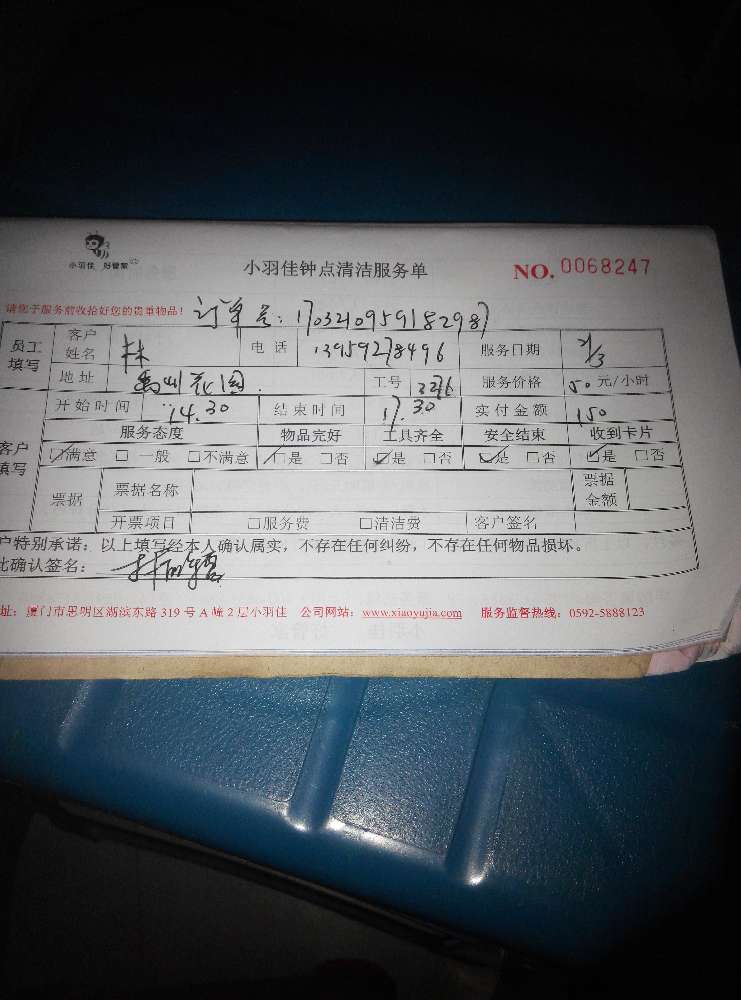 小羽佳 好管家
小羽佳钟点清洁服务单 NO. 0068247
请您予服务前收拾好您的贵重物品! 订单号: 1703210959182987
员工填写 客户姓名 林 电话 13959278496 服务日期 21/3
地址 禹州花园 工号 3276 服务价格 50 元/小时
开始时间 14.30 结束时间 17.30 实付金额 150
客户填写 服务态度 物品完好 工具齐全 安全结束 收到卡片
☑满意 □ 一般 □不满意 ☑是 □否 ☑是 □否 ☑是 □否 ☑是 □否
票据 票据名称 票据金额
开票项目 □服务费 □清洁费 客户签名
户特别承诺: 以上填写经本人确认属实, 不存在任何纠纷, 不存在任何物品损坏。
此确认签名: 林
址: 厦门市思明区湖滨东路 319 号 A 幢 2 层小羽佳 公司网站: www.xiaoyujia.com 服务监督热线: 0592-5888123